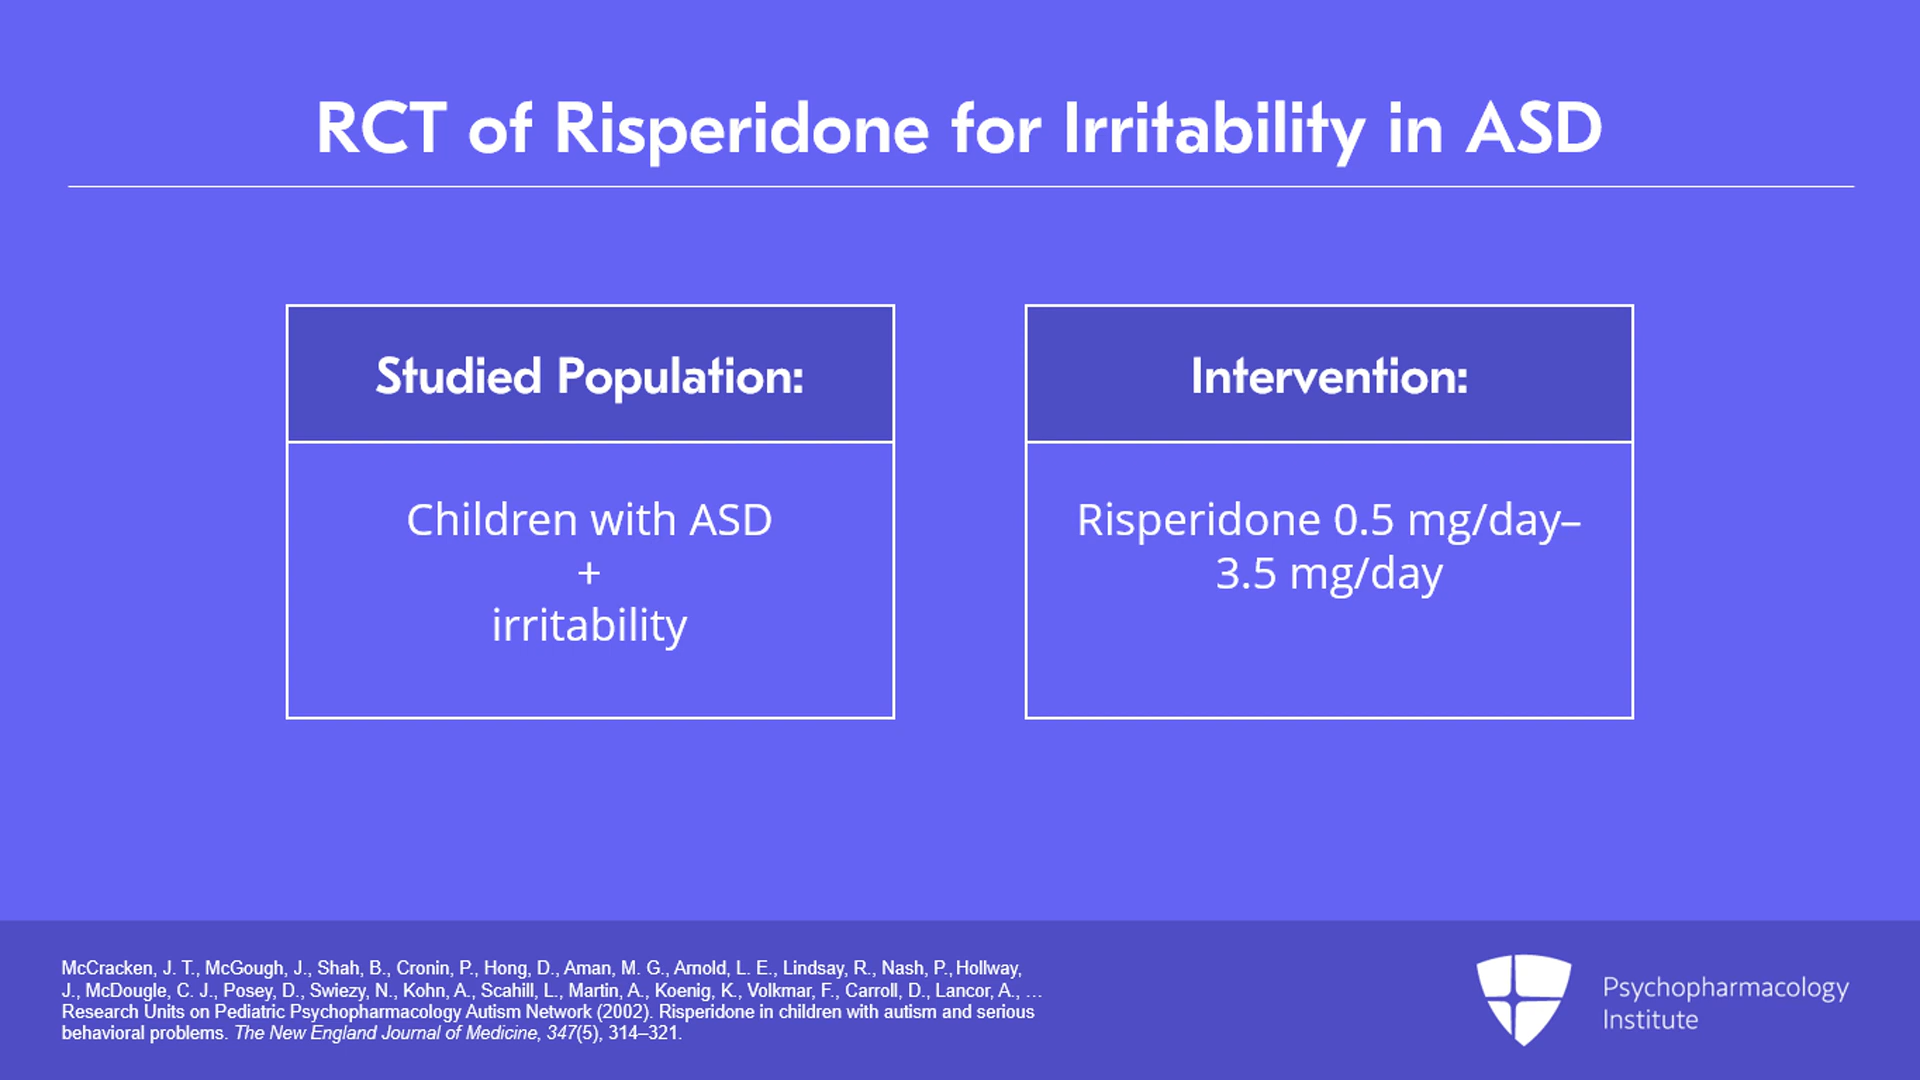 RCT of Risperidone for Irritability in ASD
Studied Population:
Children with ASD
+
irritability
Intervention:
Risperidone 0.5 mg/day–
3.5 mg/day
McCracken, J. T., McGough, J., Shah, B., Cronin, P., Hong, D., Aman, M. G., Arnold, L. E., Lindsay, R., Nash, P., Hollway,
J., McDougle, C. J., Posey, D., Swiezy, N., Kohn, A., Scahill, L., Martin, A., Koenig, K., Volkmar, F., Carroll, D., Lancor, A., …
Research Units on Pediatric Psychopharmacology Autism Network (2002). Risperidone in children with autism and serious
behavioral problems. The New England Journal of Medicine, 347(5), 314–321.
Psychopharmacology
Institute